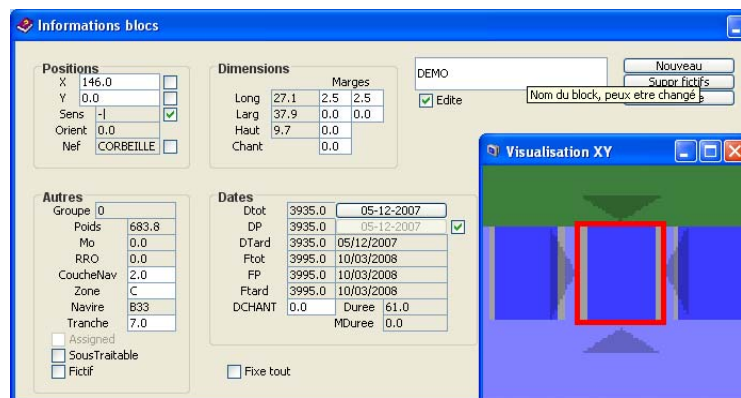 Informations blocs
Positions
X 146.0
Y 0.0
Sens -|
Orient 0.0
Nef CORBEILLE
Dimensions
Marges
Long 27.1 2.5 2.5
Larg 37.9 0.0 0.0
Haut 9.7 0.0
Chant 0.0
DEMO
Edite
Nouveau
Suppr fictifs
Nom du block, peux etre changé
Visualisation XY
Autres
Groupe 0
Poids 683.8
Mo 0.0
RRO 0.0
CoucheNav 2.0
Zone C
Navire B33
Tranche 7.0
Assigned
SousTraitable
Fictif
Dates
Dtot 3935.0 05-12-2007
DP 3935.0 05-12-2007
DTard 3935.0 05/12/2007
Ftot 3995.0 10/03/2008
FP 3995.0 10/03/2008
Ftard 3995.0 10/03/2008
DCHANT 0.0 Duree 61.0
MDuree 0.0
Fixe tout